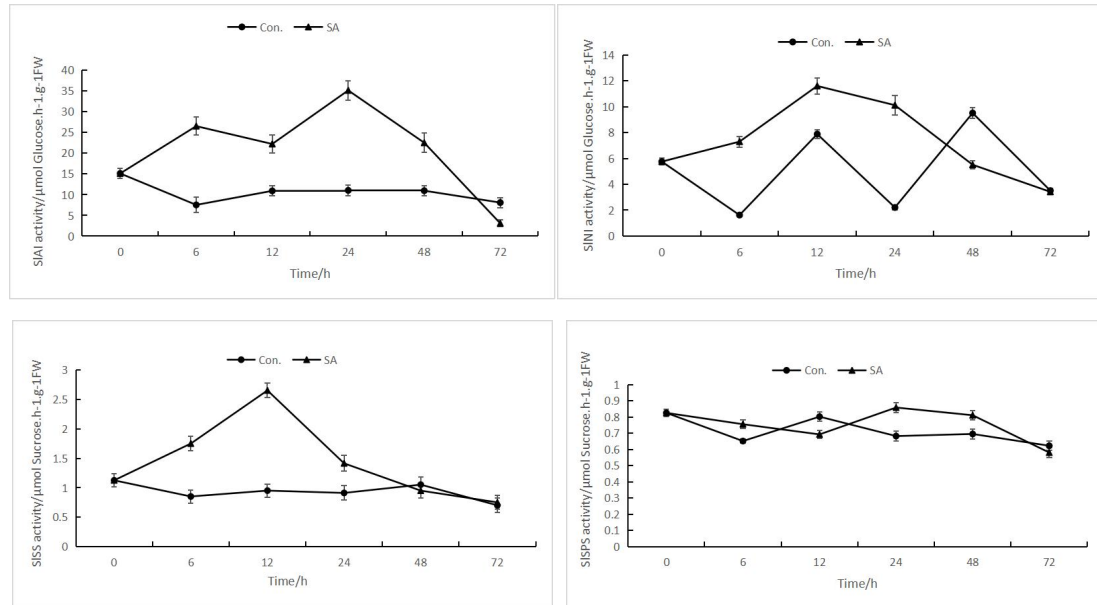 Con. SA
SlAI activity/μmol Glucose.h-1.g-1FW
40
35
30
25
20
15
10
5
0
0 6 12 24 48 72
Time/h
Con. SA
SlNI activity/μmol Glucose.h-1.g-1FW
14
12
10
8
6
4
2
0
0 6 12 24 48 72
Time/h
Con. SA
SlSS activity/μmol Sucrose.h-1.g-1FW
3
2.5
2
1.5
1
0.5
0
0 6 12 24 48 72
Time/h
Con. SA
SlSPS activity/μmol Sucrose.h-1.g-1FW
1
0.9
0.8
0.7
0.6
0.5
0.4
0.3
0.2
0.1
0
0 6 12 24 48 72
Time/h